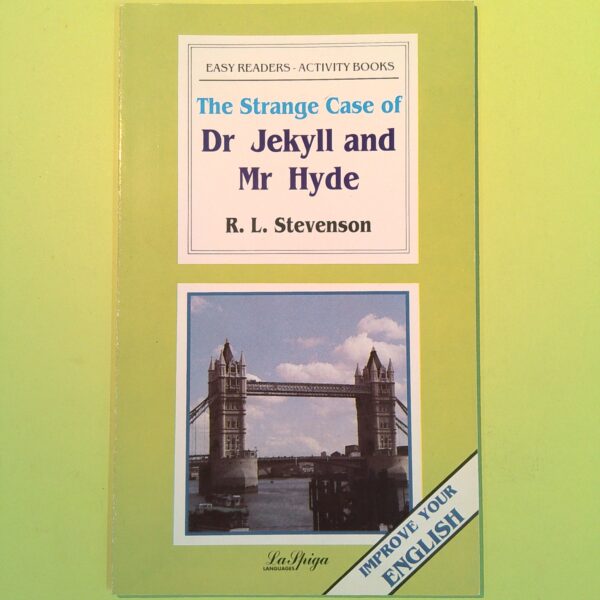 EASY READERS - ACTIVITY BOOKS
The Strange Case of
Dr Jekyll and
Mr Hyde
R. L. Stevenson
IMPROVE YOUR
ENGLISH
La Spiga
LANGUAGES